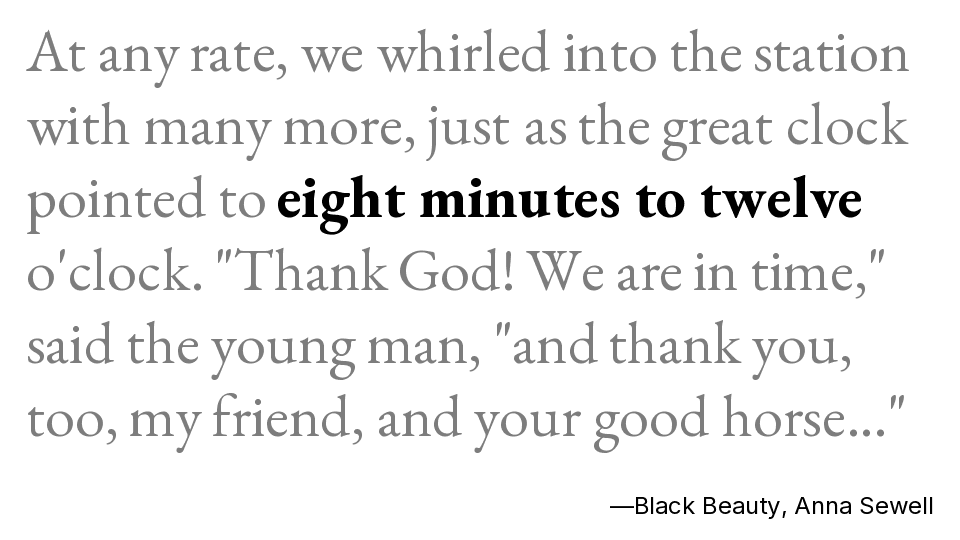 At any rate, we whirled into the station
with many more, just as the great clock
pointed to eight minutes to twelve
o'clock. "Thank God! We are in time,"
said the young man, "and thank you,
too, my friend, and your good horse..."
—Black Beauty, Anna Sewell